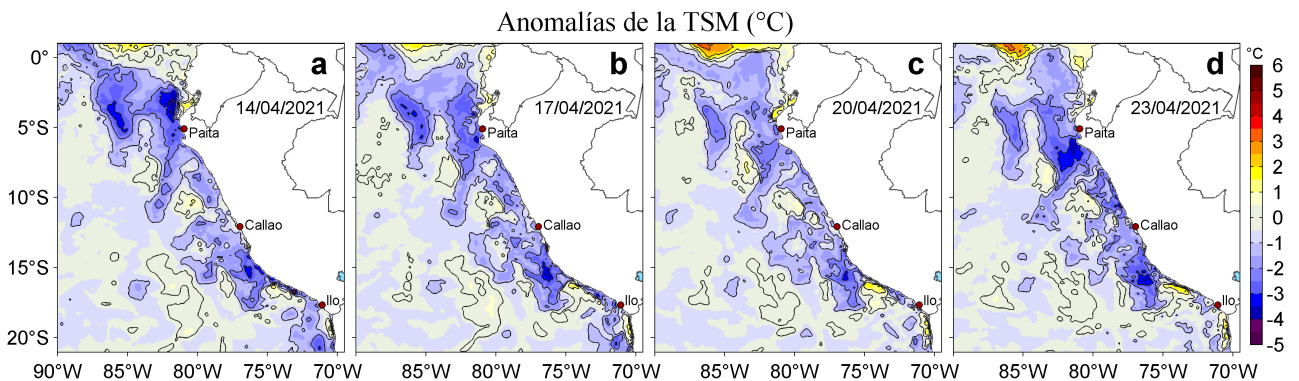 Anomalías de la TSM (°C)
a
14/04/2021
Paita
Callao
Ilo
b
17/04/2021
Paita
Callao
Ilo
c
20/04/2021
Paita
Callao
Ilo
d
23/04/2021
Paita
Callao
Ilo
0°
5°S
10°S
15°S
20°S
90°W 85°W 80°W 75°W 70°W
85°W 80°W 75°W 70°W
85°W 80°W 75°W 70°W
85°W 80°W 75°W 70°W
°C
6
5
4
3
2
1
0
-1
-2
-3
-4
-5